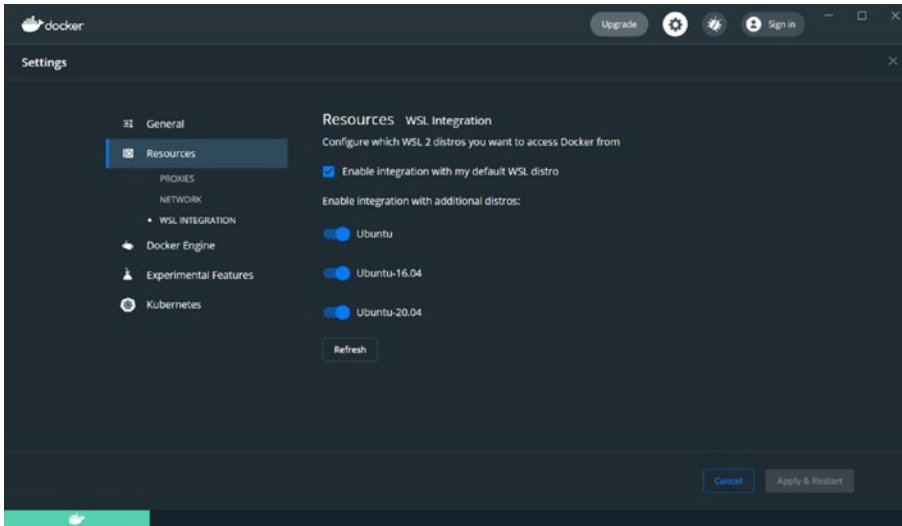 docker
Upgrade
Sign in
Settings
General
Resources
PROXIES
NETWORK
WSL INTEGRATION
Docker Engine
Experimental Features
Kubernetes
Resources WSL Integration
Configure which WSL 2 distros you want to access Docker from
Enable integration with my default WSL distro
Enable integration with additional distros:
Ubuntu
Ubuntu-16.04
Ubuntu-20.04
Refresh
Cancel
Apply & Restart